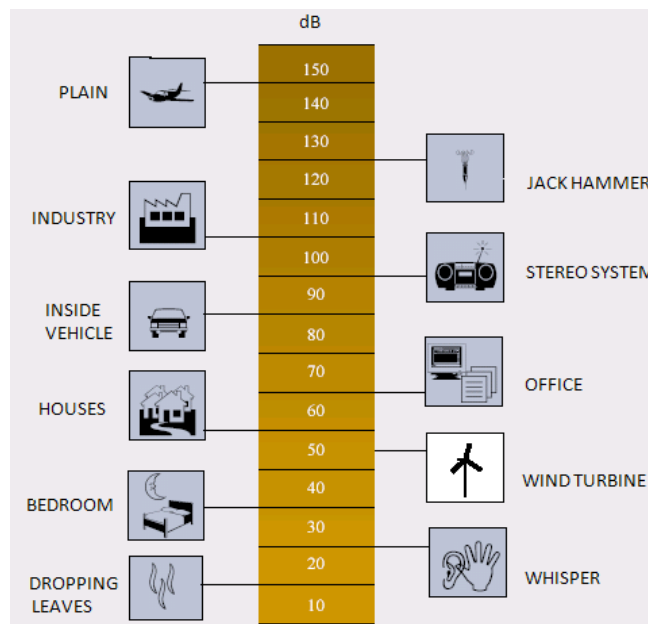 dB
150
PLAIN
140
130
JACK HAMMER
120
INDUSTRY
110
100
STEREO SYSTEM
90
INSIDE
VEHICLE
80
70
OFFICE
HOUSES
60
50
WIND TURBINE
40
BEDROOM
30
20
WHISPER
DROPPING
LEAVES
10